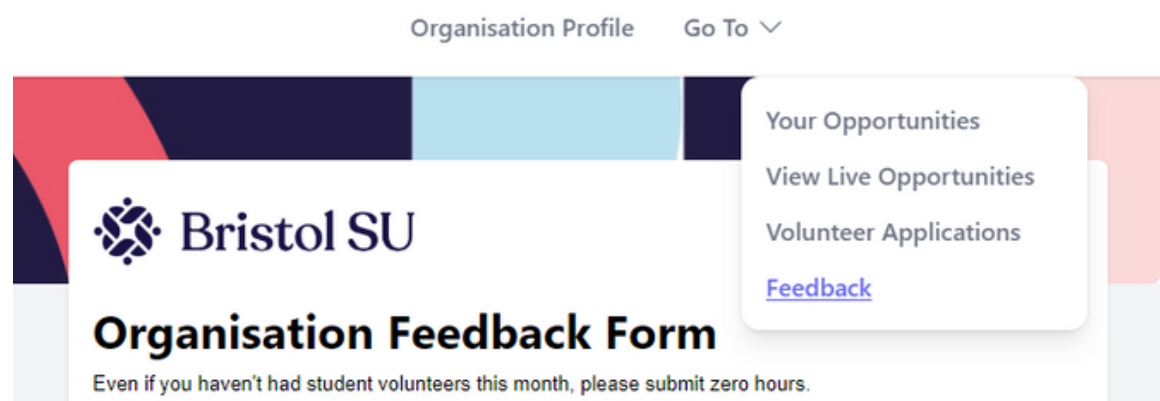 Organisation Profile Go To
Your Opportunities
View Live Opportunities
Volunteer Applications
Feedback
Bristol SU
Organisation Feedback Form
Even if you haven't had student volunteers this month, please submit zero hours.